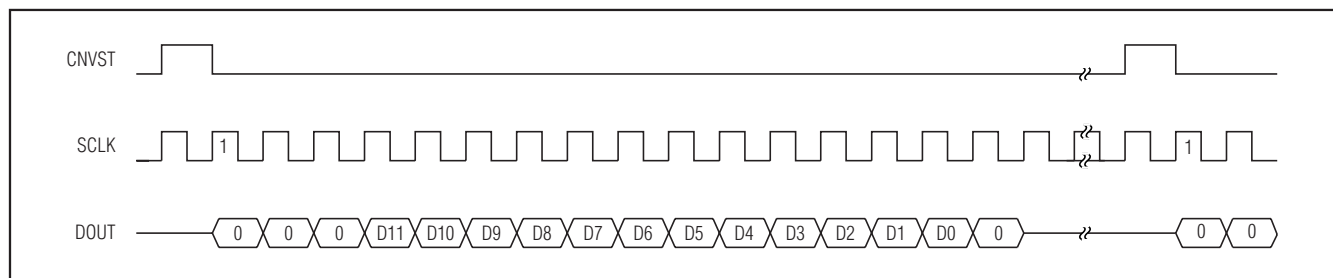 CNVST
SCLK 1 1
DOUT 0 0 0 D11 D10 D9 D8 D7 D6 D5 D4 D3 D2 D1 D0 0 0 0